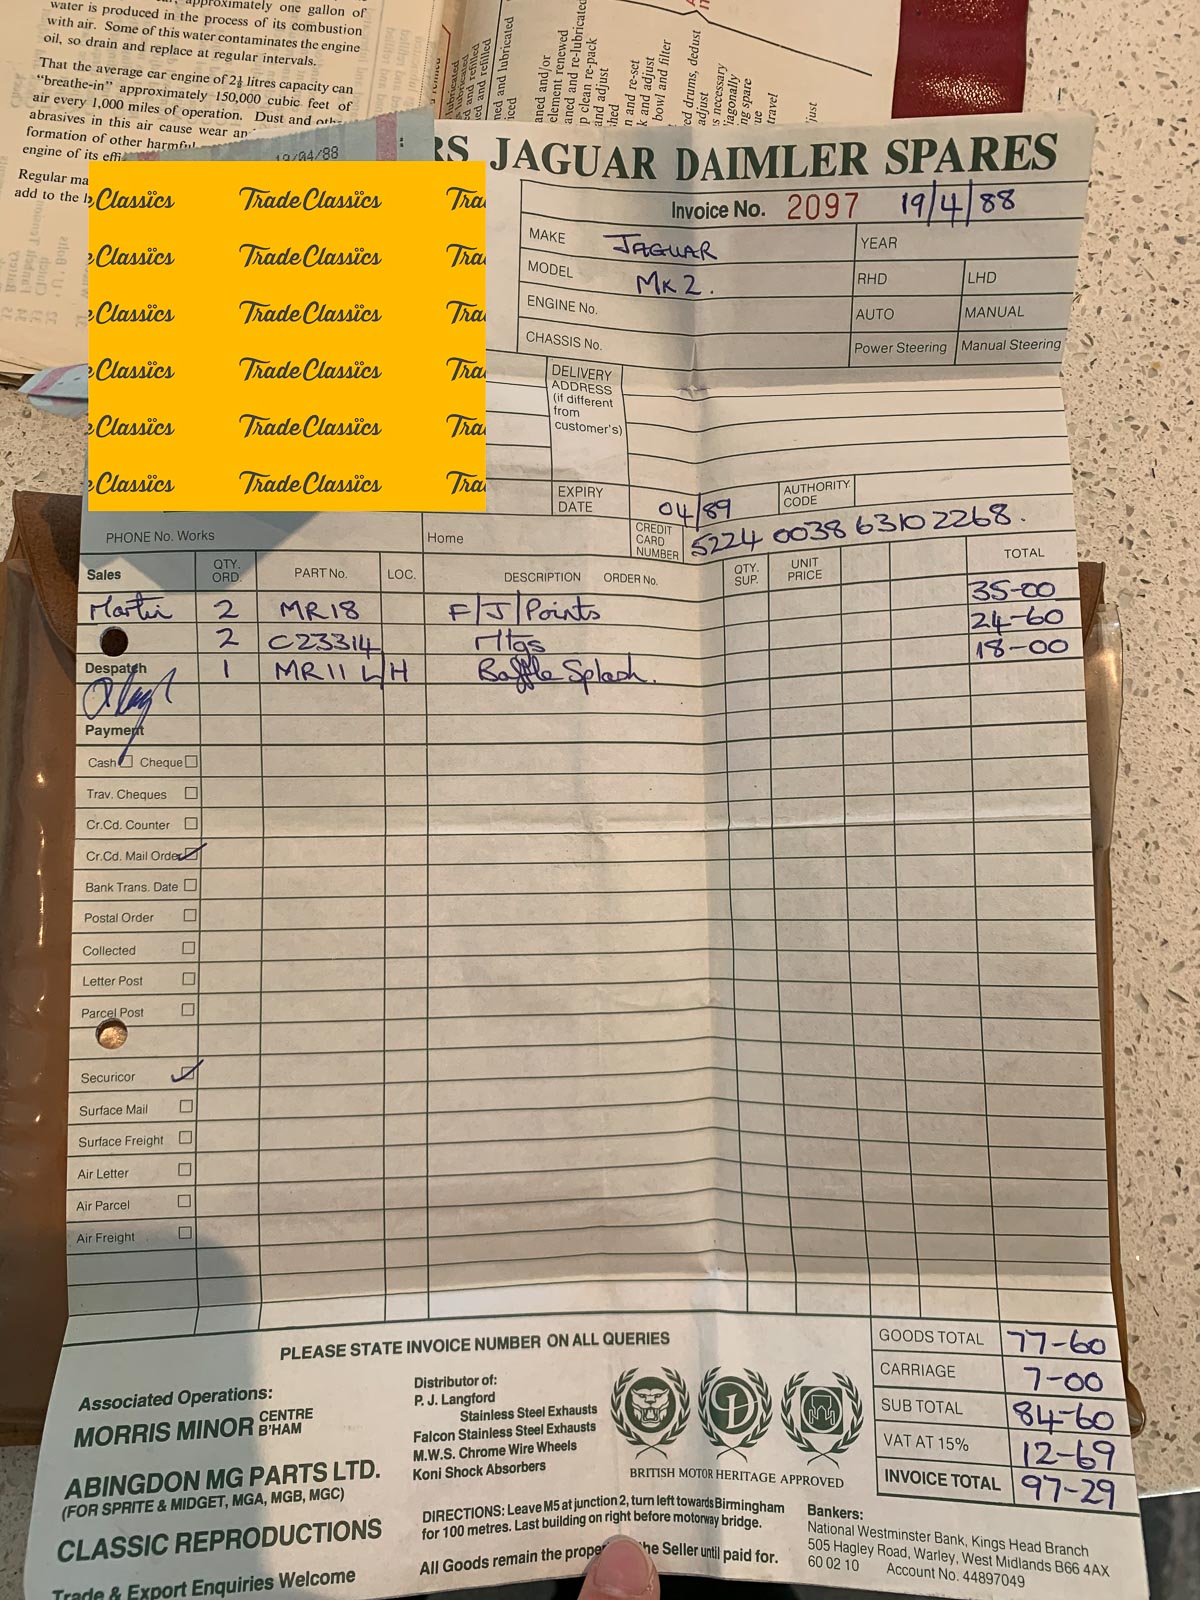 approximately one gallon of
water is produced in the process of its combustion
with air. Some of this water contaminates the engine
oil, so drain and replace at regular intervals.
That the average car engine of 2¼ litres capacity can
"breathe-in" approximately 150,000 cubic feet of
air every 1,000 miles of operation. Dust and
abrasives in this air cause wear
formation of other harmful
engine of its
Regular
add to the
JAGUAR DAIMLER SPARES
Invoice No. 2097 19/4/88
MAKE JAGUAR YEAR
MODEL MK 2. RHD LHD
ENGINE No. AUTO MANUAL
CHASSIS No. Power Steering Manual Steering
TradeClassics
TradeClassics
TradeClassics
TradeClassics
TradeClassics
TradeClassics
DELIVERY
ADDRESS
(if different
from
customer's)
EXPIRY
DATE 04/89
AUTHORITY
CODE
CREDIT
CARD
NUMBER 5224 0038 6310 2268.
PHONE No. Works Home
Sales QTY. ORD. PART No. LOC. DESCRIPTION ORDER No. QTY. SUP. UNIT PRICE TOTAL
Martin 2 MR18 F/J/Points 35-00
2 C23314 Mtgs 24-60
Despatch 1 MR11 L/H Baffle Splash. 18-00
Payment
Cash Cheque
Trav. Cheques
Cr.Cd. Counter
Cr.Cd. Mail Order
Bank Trans. Date
Postal Order
Collected
Letter Post
Parcel Post
Securicor
Surface Mail
Surface Freight
Air Letter
Air Parcel
Air Freight
PLEASE STATE INVOICE NUMBER ON ALL QUERIES
GOODS TOTAL 77-60
CARRIAGE 7-00
SUB TOTAL 84-60
VAT AT 15% 12-69
INVOICE TOTAL 97-29
Associated Operations:
MORRIS MINOR CENTRE B'HAM
ABINGDON MG PARTS LTD.
(FOR SPRITE & MIDGET, MGA, MGB, MGC)
CLASSIC REPRODUCTIONS
Trade & Export Enquiries Welcome
Distributor of:
P. J. Langford
Stainless Steel Exhausts
Falcon Stainless Steel Exhausts
M.W.S. Chrome Wire Wheels
Koni Shock Absorbers
BRITISH MOTOR HERITAGE APPROVED
DIRECTIONS: Leave M5 at junction 2, turn left towards Birmingham
for 100 metres. Last building on right before motorway bridge.
All Goods remain the the Seller until paid for.
Bankers:
National Westminster Bank, Kings Head Branch
505 Hagley Road, Warley, West Midlands B66 4AX
60 02 10 Account No. 44897049